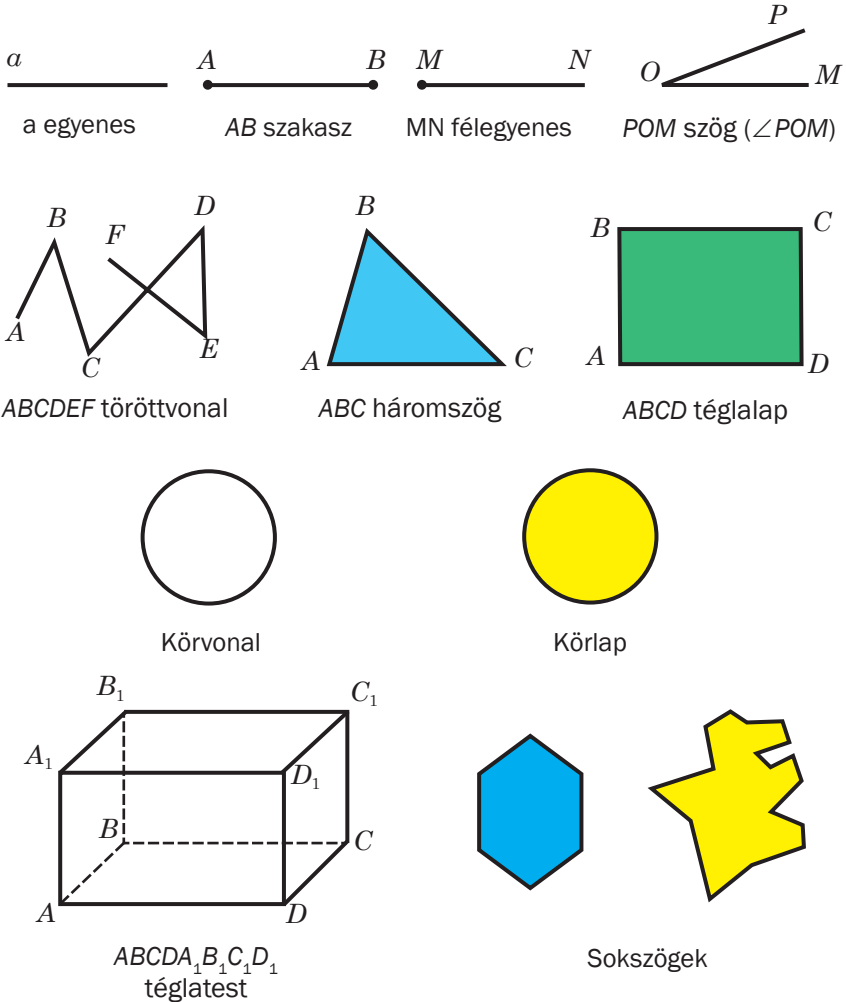 a
A B
M N
P
O M
a egyenes
AB szakasz
MN félegyenes
POM szög (∠POM)
B
F
D
A
C
E
B
A C
B C
A D
ABCDEF töröttvonal
ABC háromszög
ABCD téglalap
Körvonal
Körlap
B₁ C₁
A₁ D₁
B C
A D
ABCDA₁B₁C₁D₁
téglatest
Sokszögek